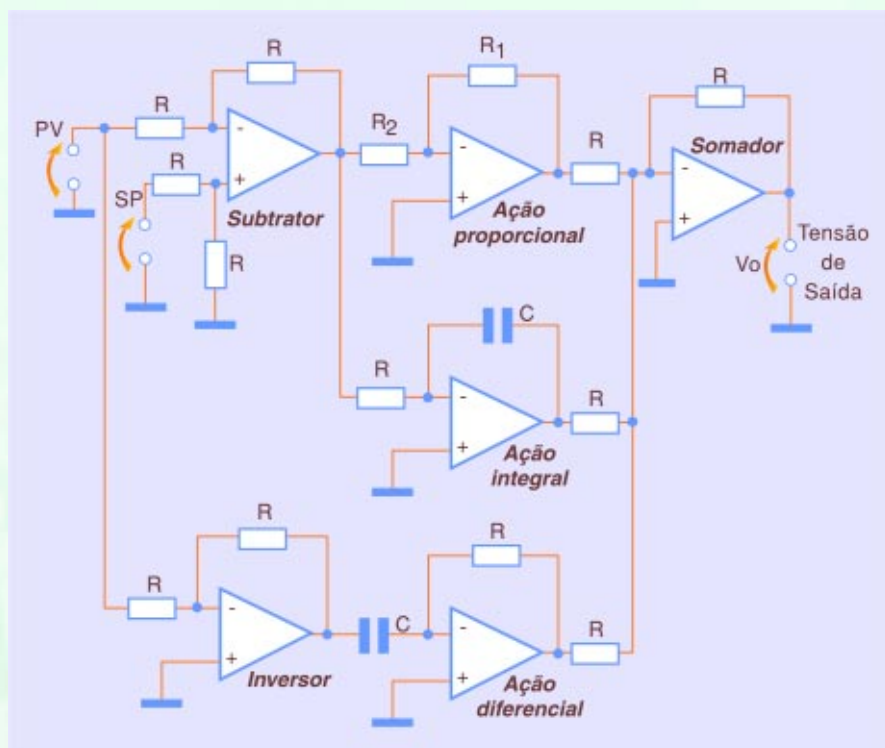 R
R
R1
R
PV
R
R2
R
Somador
SP
R
Subtrator
Ação
proporcional
R
Vo
Tensão
de
Saída
C
R
R
Ação
integral
R
R
R
C
R
Inversor
Ação
diferencial